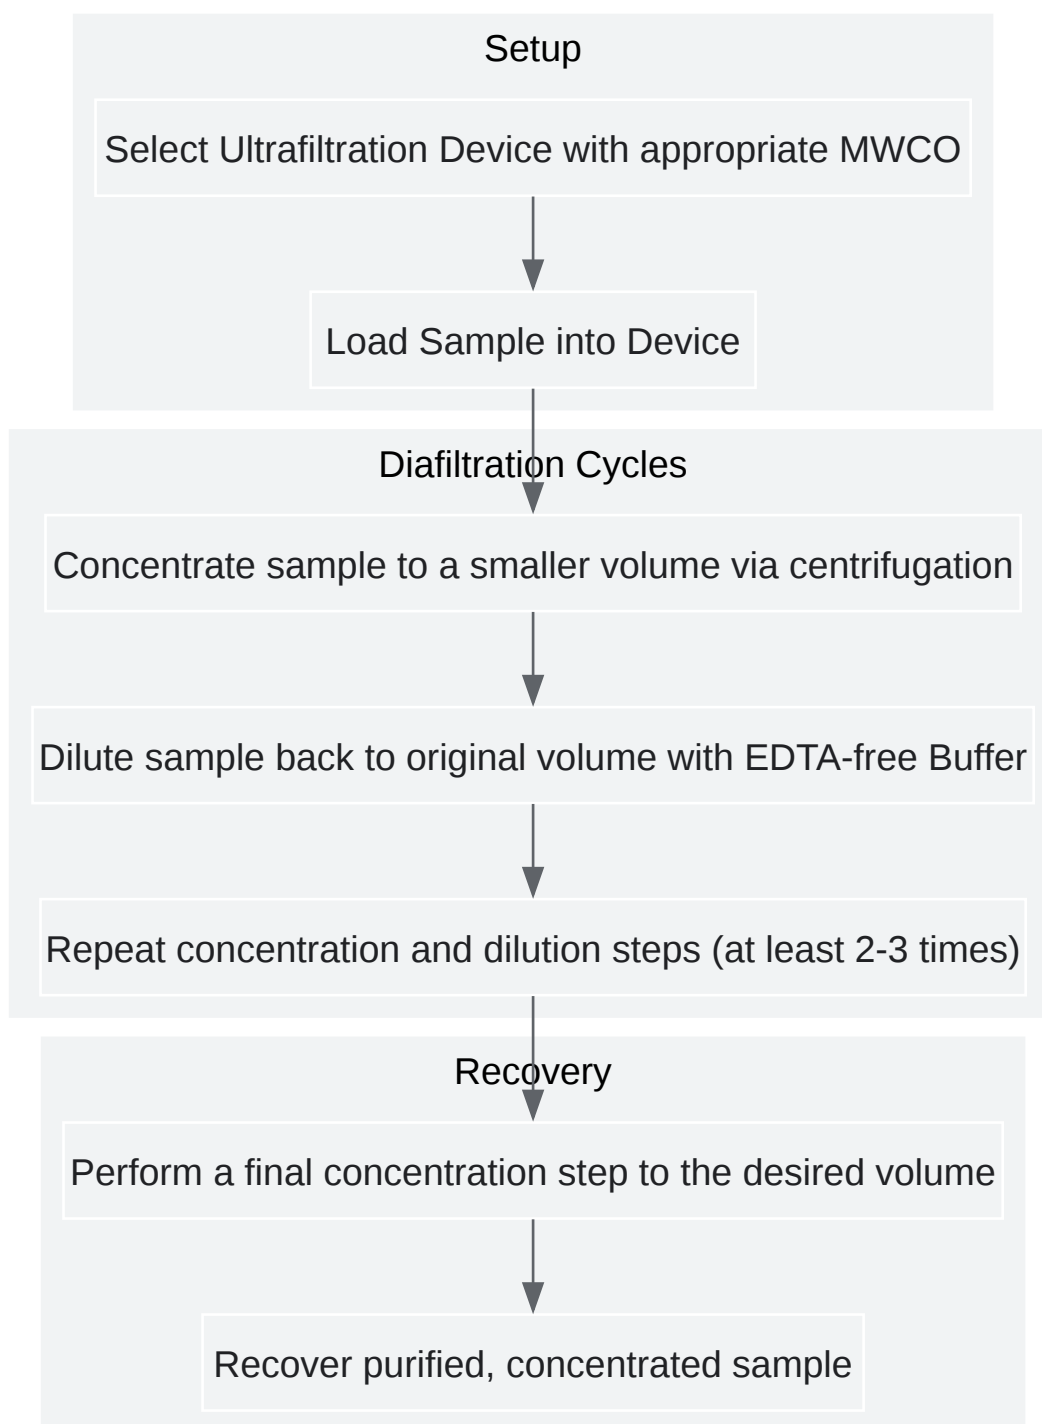 Setup
Select Ultrafiltration Device with appropriate MWCO
Load Sample into Device
Diafiltration Cycles
Concentrate sample to a smaller volume via centrifugation
Dilute sample back to original volume with EDTA-free Buffer
Repeat concentration and dilution steps (at least 2-3 times)
Recovery
Perform a final concentration step to the desired volume
Recover purified, concentrated sample